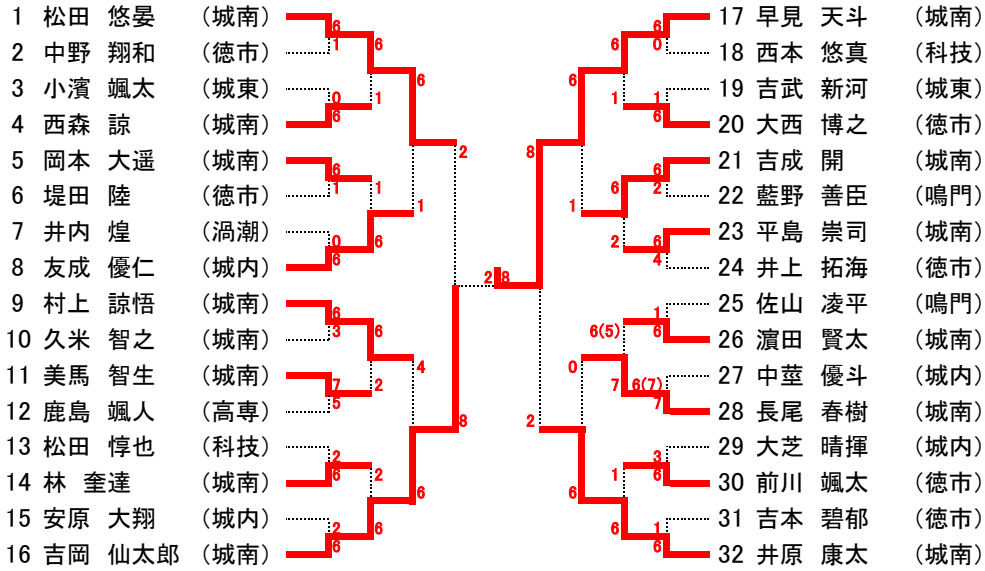 1 松田 悠晏 （城南）
2 中野 翔和 （徳市）
3 小濱 颯太 （城東）
4 西森 諒 （城南）
5 岡本 大遥 （城南）
6 堤田 陸 （徳市）
7 井内 煌 （渦潮）
8 友成 優仁 （城内）
9 村上 諒悟 （城南）
10 久米 智之 （城南）
11 美馬 智生 （城南）
12 鹿島 颯人 （高専）
13 松田 惇也 （科技）
14 林 奎達 （城南）
15 安原 大翔 （城内）
16 吉岡 仙太郎 （城南）
6
1
0
6
6
1
0
6
6
3
7
5
2
6
2
6
6
1
1
6
6
2
2
6
6
1
4
6
2
8
2
8
8
2
6
1
0
6
6
1
6
2
6(5)
7
1
6
6
0
1
6
6
2
6
4
1
6
6(7)
7
3
6
1
6
17 早見 天斗 （城南）
18 西本 悠真 （科技）
19 吉武 新河 （城東）
20 大西 博之 （徳市）
21 吉成 開 （城南）
22 藍野 善臣 （鳴門）
23 平島 崇司 （城南）
24 井上 拓海 （徳市）
25 佐山 凌平 （鳴門）
26 濵田 賢太 （城南）
27 中莖 優斗 （城内）
28 長尾 春樹 （城南）
29 大芝 晴揮 （城内）
30 前川 颯太 （徳市）
31 吉本 碧郁 （徳市）
32 井原 康太 （城南）